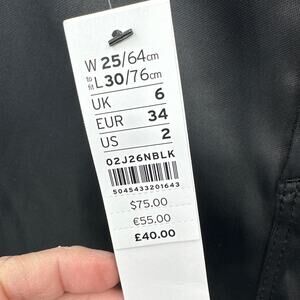 W 25/64cm
to fit L 30/76cm
UK 6
EUR 34
US 2
02J26NBLK
5045433201643
$75.00
€55.00
£40.00